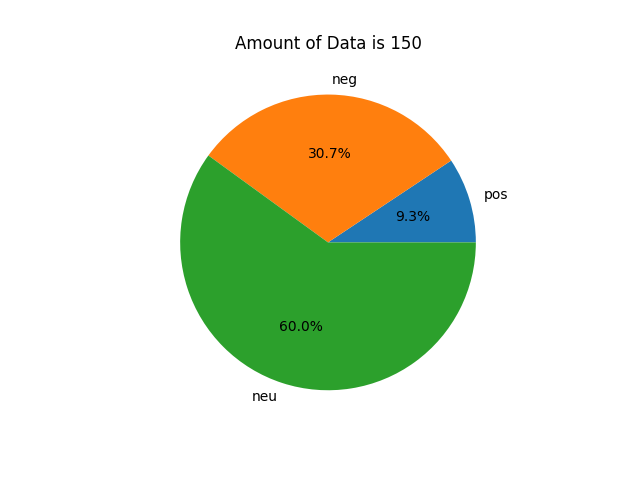 Amount of Data is 150
neg
30.7%
pos
9.3%
60.0%
neu